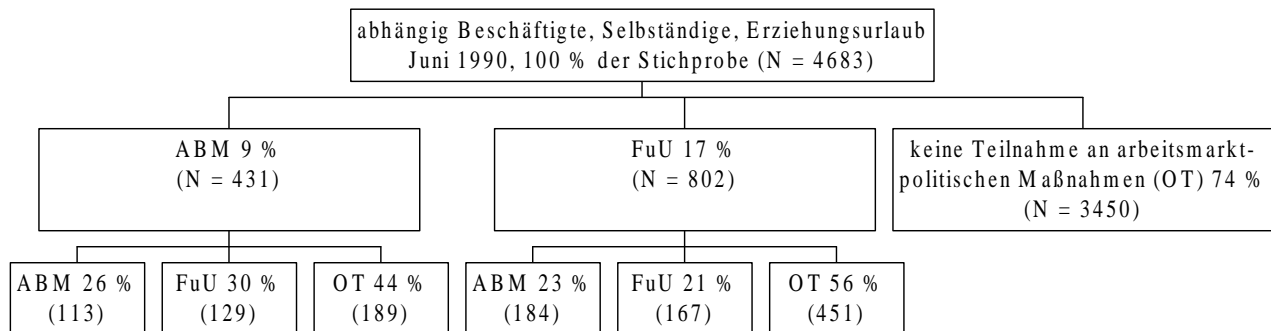 abhängig Beschäftigte, Selbständige, Erziehungsurlaub
Juni 1990, 100 % der Stichprobe (N = 4683)
ABM 9 %
(N = 431)
FuU 17 %
(N = 802)
keine Teilnahme an arbeitsmarkt-
politischen Maßnahmen (OT) 74 %
(N = 3450)
ABM 26 %
(113)
FuU 30 %
(129)
OT 44 %
(189)
ABM 23 %
(184)
FuU 21 %
(167)
OT 56 %
(451)